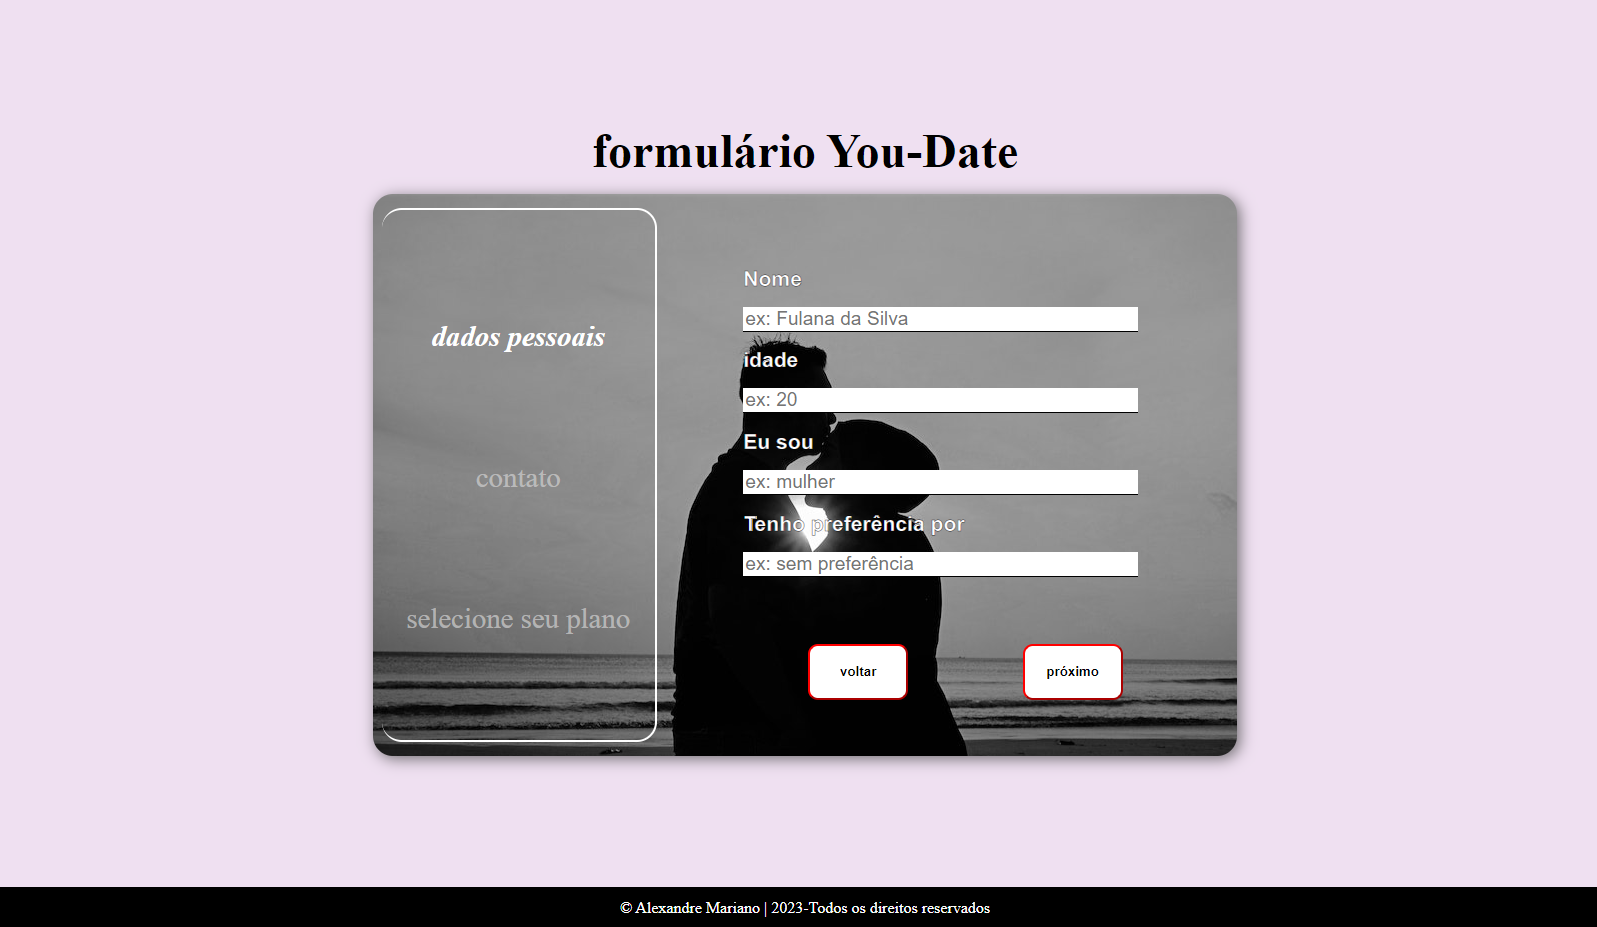 formulário You-Date
dados pessoais
contato
selecione seu plano
Nome
ex: Fulana da Silva
idade
ex: 20
Eu sou
ex: mulher
Tenho preferência por
ex: sem preferência
voltar
próximo
© Alexandre Mariano | 2023-Todos os direitos reservados